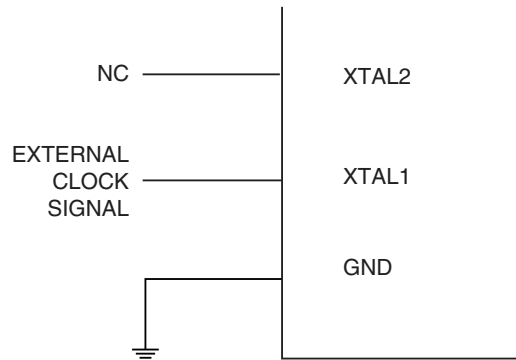 NC
XTAL2
EXTERNAL
CLOCK
SIGNAL
XTAL1
GND